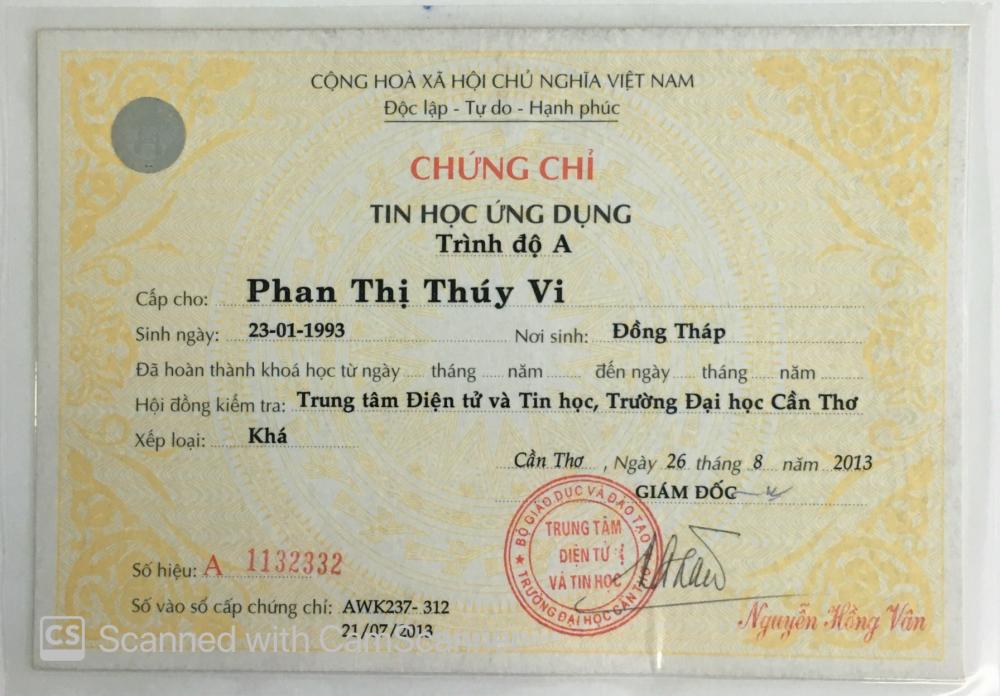 CỘNG HOÀ XÃ HỘI CHỦ NGHĨA VIỆT NAM
Độc lập - Tự do - Hạnh phúc
CHỨNG CHỈ
TIN HỌC ỨNG DỤNG
Trình độ A
Cấp cho: Phan Thị Thúy Vi
Sinh ngày: 23-01-1993 Nơi sinh: Đồng Tháp
Đã hoàn thành khoá học từ ngày ..... tháng ..... năm ......... đến ngày ..... tháng ..... năm .........
Hội đồng kiểm tra: Trung tâm Điện tử và Tin học, Trường Đại học Cần Thơ
Xếp loại: Khá
Cần Thơ , Ngày 26 tháng 8 năm 2013
GIÁM ĐỐC
BỘ GIÁO DỤC VÀ ĐÀO TẠO
TRUNG TÂM
ĐIỆN TỬ
VÀ TIN HỌC
TRƯỜNG ĐẠI HỌC CẦN THƠ
Số hiệu: A 1132332
Số vào sổ cấp chứng chỉ: AWK237- 312
21/07/2013
Nguyễn Hồng Vân
CS Scanned with CamScanner